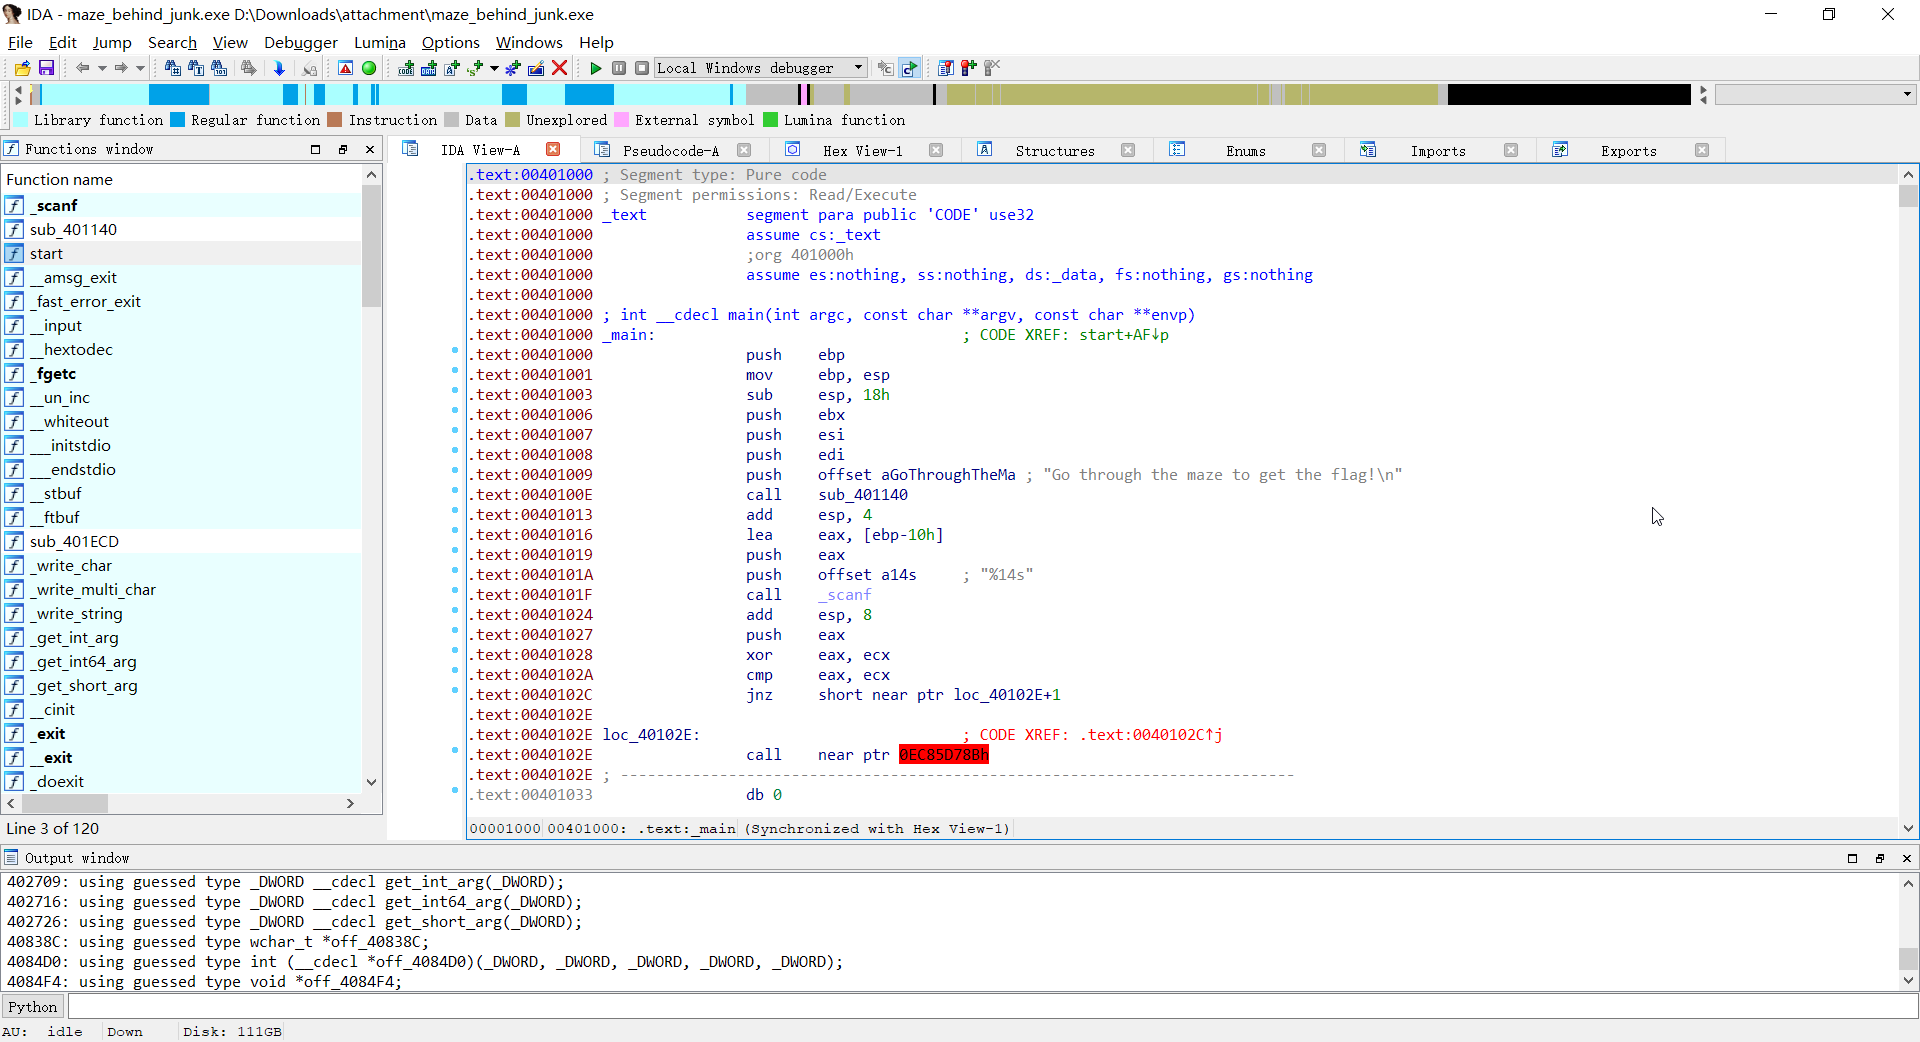 IDA - maze_behind_junk.exe D:\Downloads\attachment\maze_behind_junk.exe
File Edit Jump Search View Debugger Lumina Options Windows Help
Local Windows debugger
Library function Regular function Instruction Data Unexplored External symbol Lumina function
Functions window
IDA View-A Pseudocode-A Hex View-1 Structures Enums Imports Exports
Function name
_scanf
sub_401140
start
__amsg_exit
_fast_error_exit
__input
__hextodec
_fgetc
__un_inc
__whiteout
___initstdio
___endstdio
__stbuf
__ftbuf
sub_401ECD
_write_char
_write_multi_char
_write_string
_get_int_arg
_get_int64_arg
_get_short_arg
__cinit
_exit
__exit
_doexit
Line 3 of 120
.text:00401000 ; Segment type: Pure code
.text:00401000 ; Segment permissions: Read/Execute
.text:00401000 _text segment para public 'CODE' use32
.text:00401000 assume cs:_text
.text:00401000 ;org 401000h
.text:00401000 assume es:nothing, ss:nothing, ds:_data, fs:nothing, gs:nothing
.text:00401000
.text:00401000 ; int __cdecl main(int argc, const char **argv, const char **envp)
.text:00401000 _main: ; CODE XREF: start+AF↓p
.text:00401000 push ebp
.text:00401001 mov ebp, esp
.text:00401003 sub esp, 18h
.text:00401006 push ebx
.text:00401007 push esi
.text:00401008 push edi
.text:00401009 push offset aGoThroughTheMa ; "Go through the maze to get the flag!\n"
.text:0040100E call sub_401140
.text:00401013 add esp, 4
.text:00401016 lea eax, [ebp-10h]
.text:00401019 push eax
.text:0040101A push offset a14s ; "%14s"
.text:0040101F call _scanf
.text:00401024 add esp, 8
.text:00401027 push eax
.text:00401028 xor eax, ecx
.text:0040102A cmp eax, ecx
.text:0040102C jnz short near ptr loc_40102E+1
.text:0040102E
.text:0040102E loc_40102E: ; CODE XREF: .text:0040102C↑j
.text:0040102E call near ptr 0EC85D78Bh
.text:0040102E ; ---------------------------------------------------------------------------
.text:00401033 db 0
00001000 00401000: .text:_main (Synchronized with Hex View-1)
Output window
402709: using guessed type _DWORD __cdecl get_int_arg(_DWORD);
402716: using guessed type _DWORD __cdecl get_int64_arg(_DWORD);
402726: using guessed type _DWORD __cdecl get_short_arg(_DWORD);
40838C: using guessed type wchar_t *off_40838C;
4084D0: using guessed type int (__cdecl *off_4084D0)(_DWORD, _DWORD, _DWORD, _DWORD, _DWORD);
4084F4: using guessed type void *off_4084F4;
Python
AU: idle Down Disk: 111GB